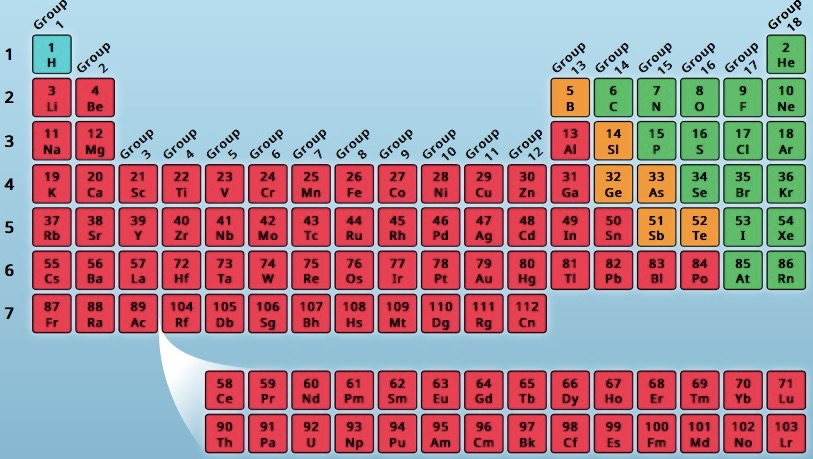 Group 1
Group 18
1 1 2
H He
Group 2
Group 13 Group 14 Group 15 Group 16 Group 17
2 3 4 5 6 7 8 9 10
Li Be B C N O F Ne
3 11 12 13 14 15 16 17 18
Na Mg Al Sl P S Cl Ar
Group 3 Group 4 Group 5 Group 6 Group 7 Group 8 Group 9 Group 10 Group 11 Group 12
4 19 20 21 22 23 24 25 26 27 28 29 30 31 32 33 34 35 36
K Ca Sc Ti V Cr Mn Fe Co Ni Cu Zn Ga Ge As Se Br Kr
5 37 38 39 40 41 42 43 44 45 46 47 48 49 50 51 52 53 54
Rb Sr Y Zr Nb Mo Tc Ru Rh Pd Ag Cd In Sn Sb Te I Xe
6 55 56 57 72 73 74 75 76 77 78 79 80 81 82 83 84 85 86
Cs Ba La Hf Ta W Re Os Ir Pt Au Hg Tl Pb Bl Po At Rn
7 87 88 89 104 105 106 107 108 109 110 111 112
Fr Ra Ac Rf Db Sg Bh Hs Mt Dg Rg Cn
58 59 60 61 62 63 64 65 66 67 68 69 70 71
Ce Pr Nd Pm Sm Eu Gd Tb Dy Ho Er Tm Yb Lu
90 91 92 93 94 95 96 97 98 99 100 101 102 103
Th Pa U Np Pu Am Cm Bk Cf Es Fm Md No Lr